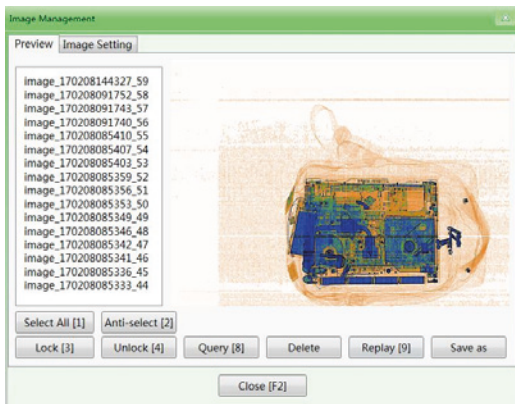 Image Management
Preview Image Setting
image_170208144327_59
image_170208091752_58
image_170208091743_57
image_170208091740_56
image_170208085410_55
image_170208085407_54
image_170208085403_53
image_170208085359_52
image_170208085356_51
image_170208085353_50
image_170208085349_49
image_170208085346_48
image_170208085342_47
image_170208085341_46
image_170208085336_45
image_170208085333_44
Select All [1] Anti-select [2]
Lock [3] Unlock [4] Query [8] Delete Replay [9] Save as
Close [F2]